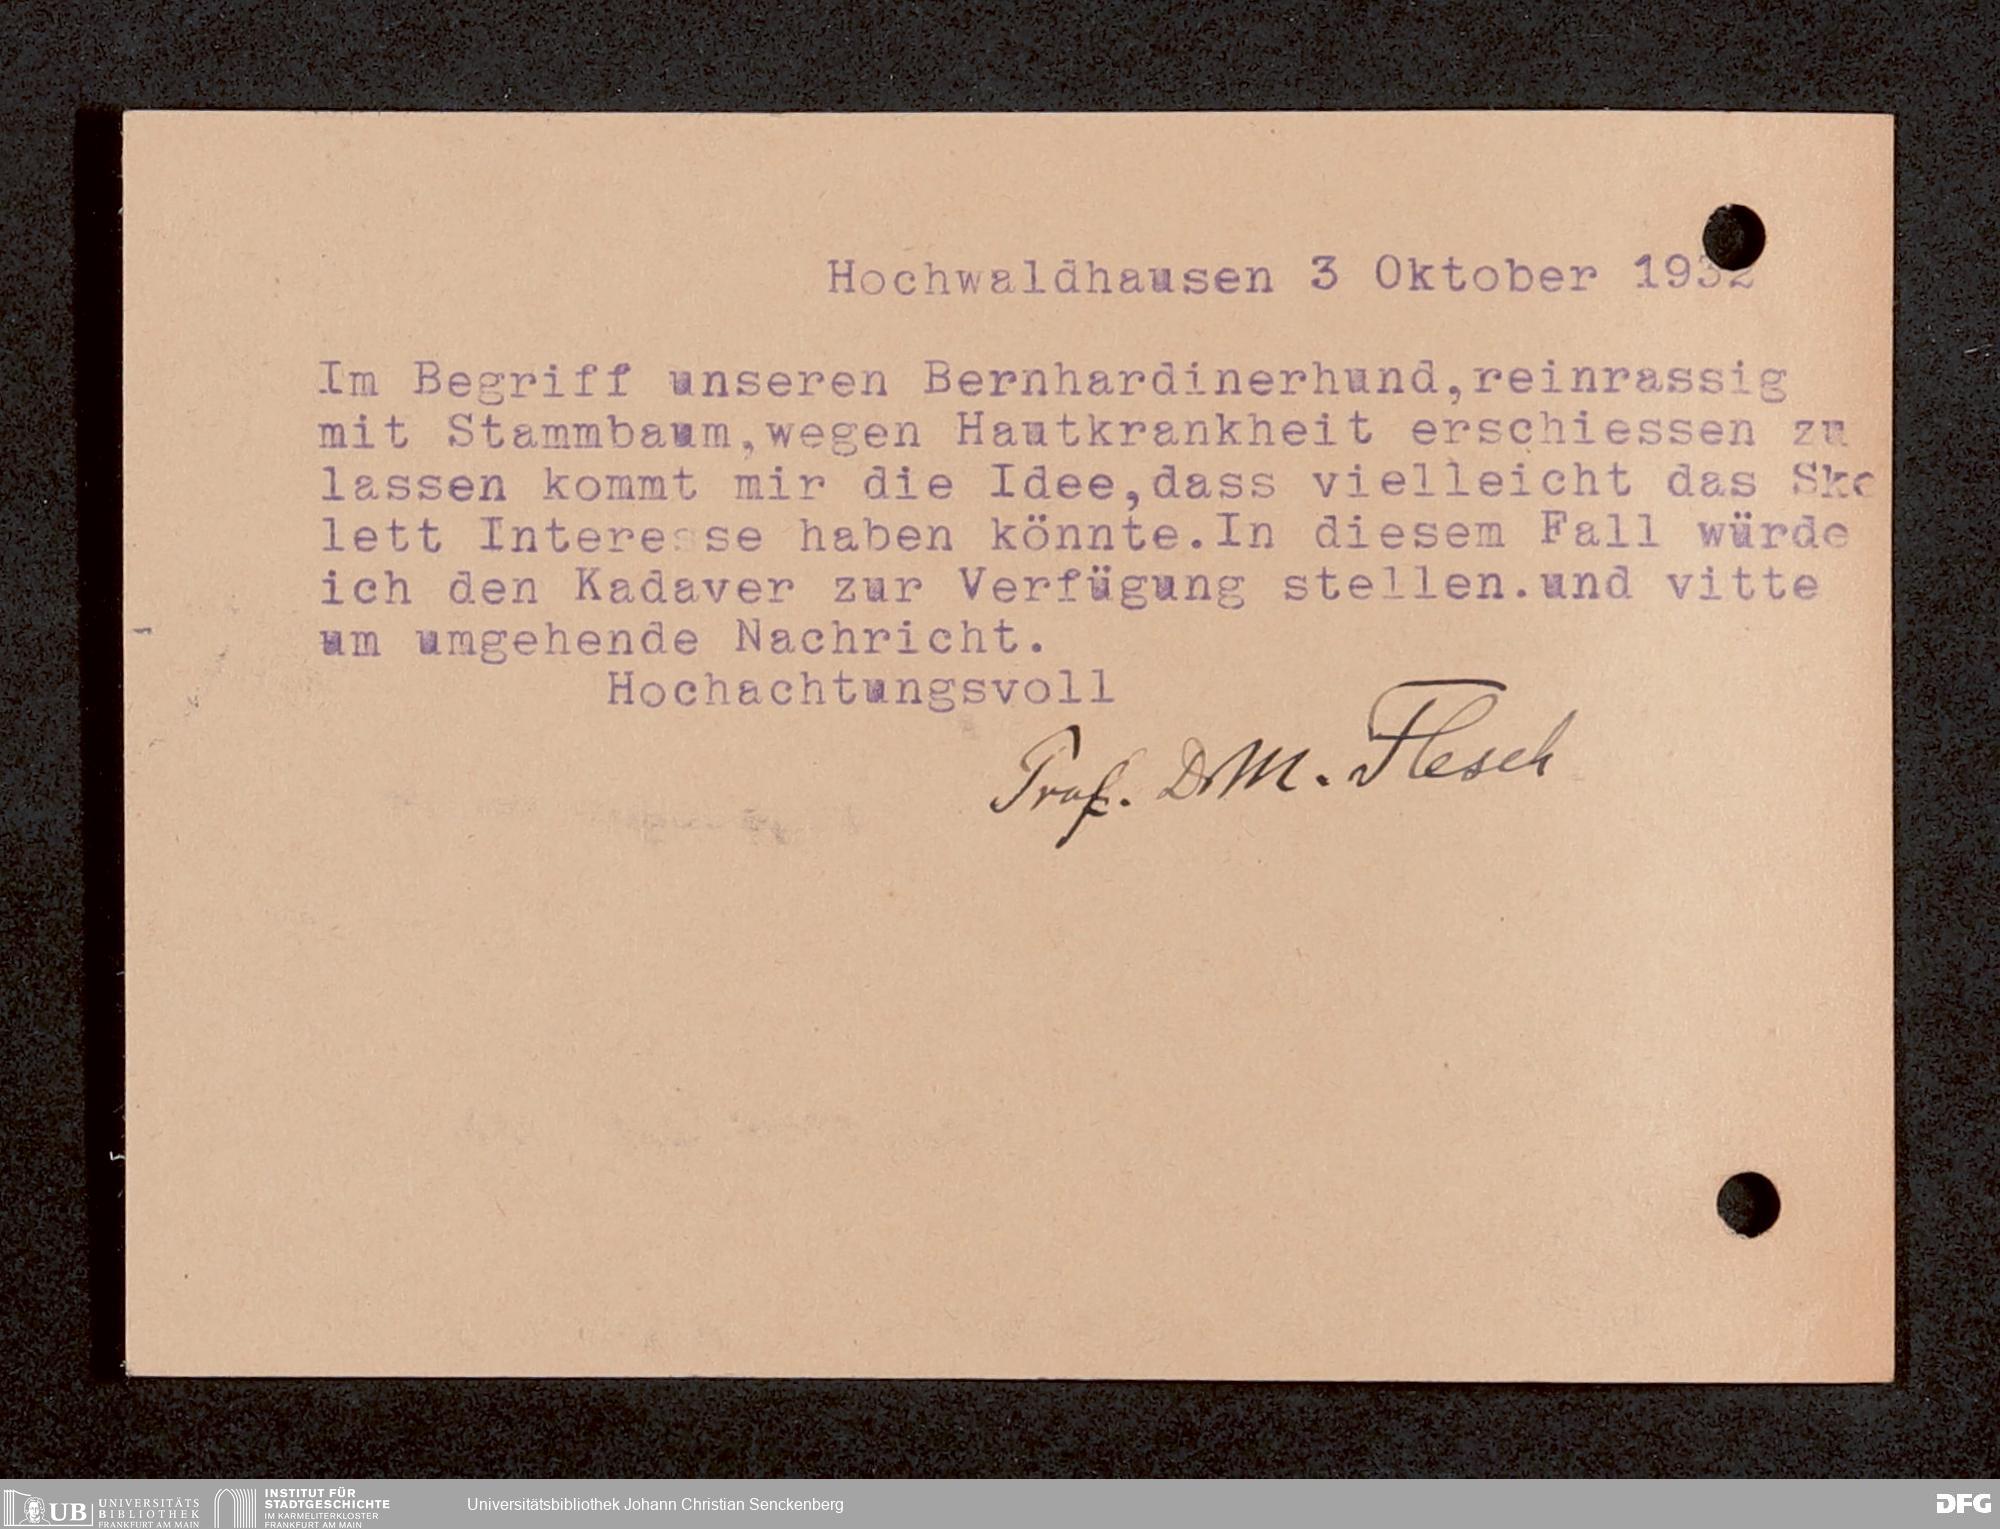 Hochwaldhausen 3 Oktober 1932
Im Begriff unseren Bernhardinerhund,reinrassig
mit Stammbaum,wegen Hautkrankheit erschiessen zu
lassen kommt mir die Idee,dass vielleicht das Ske
lett Interesse haben könnte.In diesem Fall würde
ich den Kadaver zur Verfügung stellen.und vitte
um umgehende Nachricht.
Hochachtungsvoll
Prof. Dr M. Flesch
UB UNIVERSITÄTS
BIBLIOTHEK
FRANKFURT AM MAIN
INSTITUT FÜR
STADTGESCHICHTE
IM KARMELITERKLOSTER
FRANKFURT AM MAIN
Universitätsbibliothek Johann Christian Senckenberg
DFG